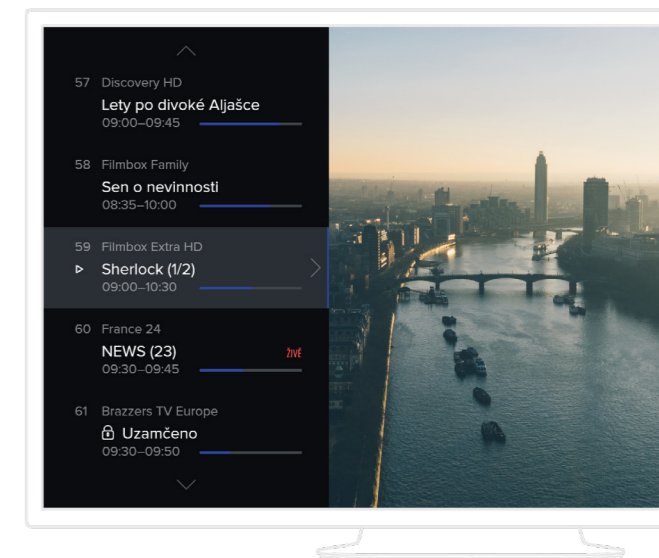 57 Discovery HD
Lety po divoké Aljašce
09:00–09:45
58 Filmbox Family
Sen o nevinnosti
08:35–10:00
59 Filmbox Extra HD
Sherlock (1/2)
09:00–10:30
60 France 24
NEWS (23) ŽIVĚ
09:30–09:45
61 Brazzers TV Europe
Uzamčeno
09:30–09:50